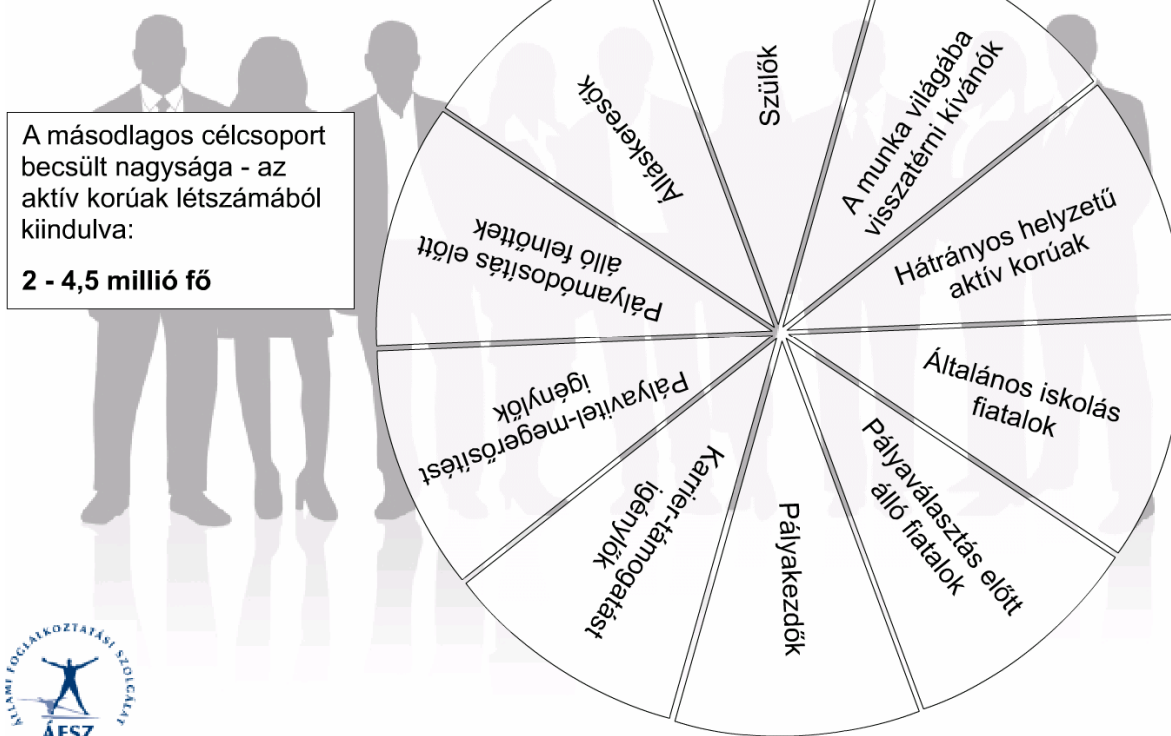 A másodlagos célcsoport
becsült nagysága - az
aktív korúak létszámából
kiindulva:
2 - 4,5 millió fő
Szülők
A munka világába
visszatérni kívánók
Hátrányos helyzetű
aktív korúak
Általános iskolás
fiatalok
Pályaválasztás előtt
álló fiatalok
Pályakezdők
Karrier-támogatást
igénylők
Pályavitel-megerősítést
igénylők
Pályamódosítás előtt
álló felnőttek
Álláskeresők
ÁLLAMI FOGLALKOZTATÁSI SZOLGÁLAT
ÁFSZ